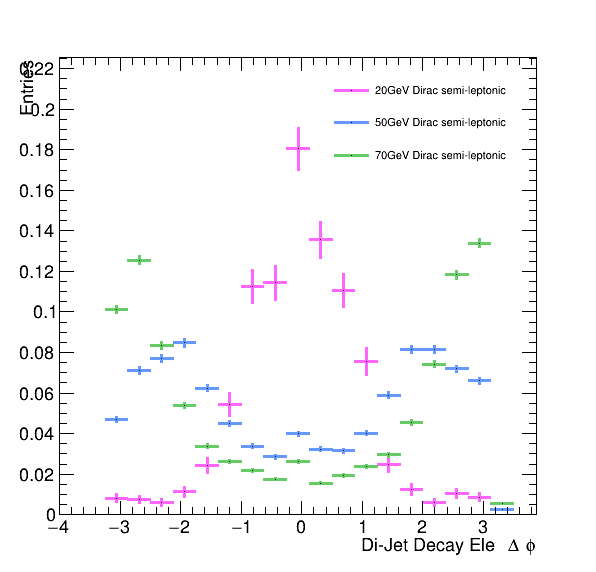 Entries
0.22
0.2
0.18
0.16
0.14
0.12
0.1
0.08
0.06
0.04
0.02
0
20GeV Dirac semi-leptonic
50GeV Dirac semi-leptonic
70GeV Dirac semi-leptonic
−4 −3 −2 −1 0 1 2 3
Di-Jet Decay Ele Δ ϕ